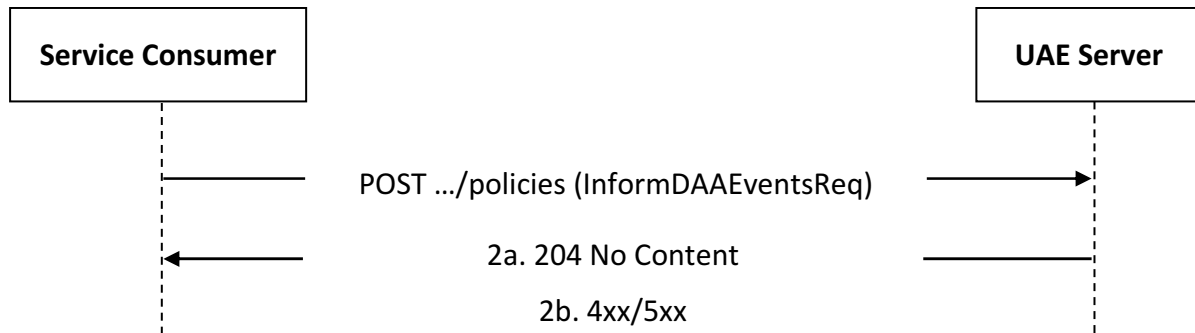 Service Consumer
UAE Server
POST …/policies (InformDAAEventsReq)
2a. 204 No Content
2b. 4xx/5xx